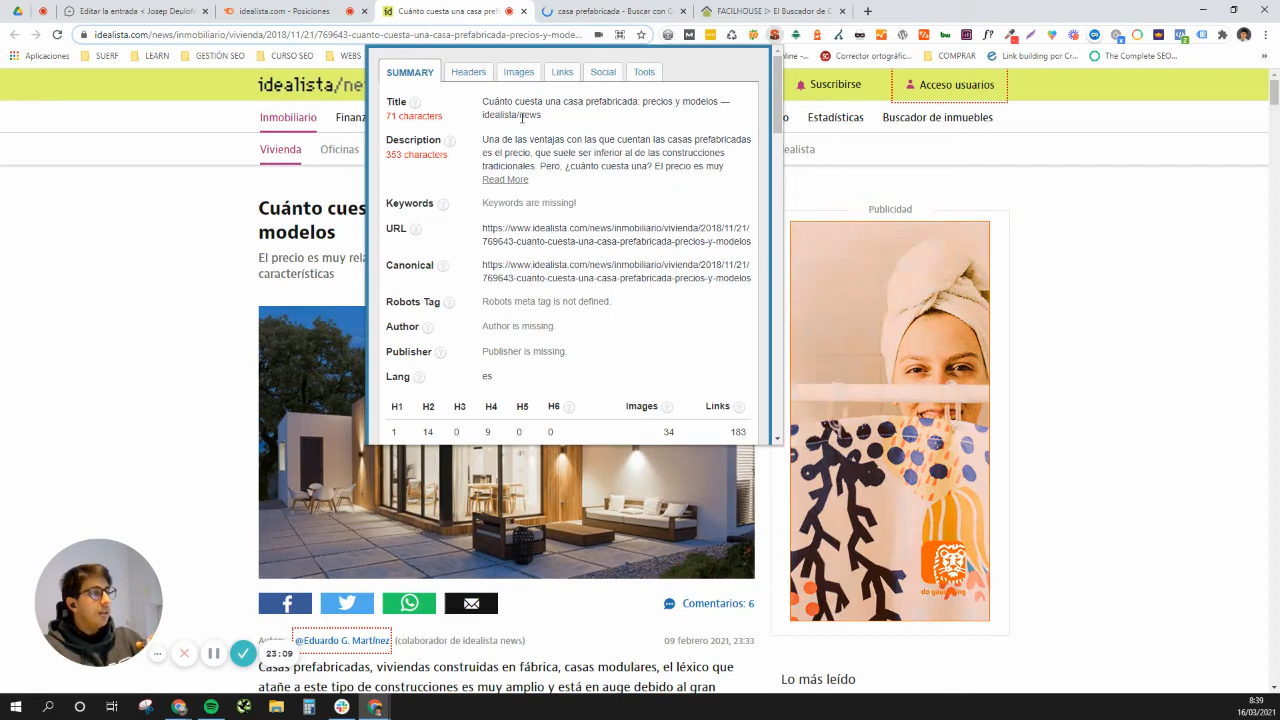 Editar la entrada ‹ Josep Deulofeu
idealista.com - Posiciones
Cuánto cuesta una casa prefab
casa prefabricada - Buscar con Go
FACILHOUSE ▷ El Buscador de C
idealista.com/news/inmobiliario/vivienda/2018/11/21/769643-cuanto-cuesta-una-casa-prefabricada-precios-y-mode...
Aplicaciones
SURF
LEARN
GESTIÓN
CURSO SEO
WEBS
Corrector ortográfic...
COMPRAR
Link building por Cr...
The Complete SEO...
idealista/ne
Suscribirse
Acceso usuarios
Inmobiliario
Finan
o
Estadísticas
Buscador de inmuebles
Vivienda
Oficinas
dealista
Cuánto cues
modelos
El precio es muy rela
características
SUMMARY
Headers
Images
Links
Social
Tools
Title
71 characters
Cuánto cuesta una casa prefabricada: precios y modelos —
idealista/news
Description
353 characters
Una de las ventajas con las que cuentan las casas prefabricadas
es el precio, que suele ser inferior al de las construcciones
tradicionales. Pero, ¿cuánto cuesta una? El precio es muy
Read More
Keywords
Keywords are missing!
URL
https://www.idealista.com/news/inmobiliario/vivienda/2018/11/21/
769643-cuanto-cuesta-una-casa-prefabricada-precios-y-modelos
Canonical
https://www.idealista.com/news/inmobiliario/vivienda/2018/11/21/
769643-cuanto-cuesta-una-casa-prefabricada-precios-y-modelos
Robots Tag
Robots meta tag is not defined.
Author
Author is missing.
Publisher
Publisher is missing.
Lang
es
H1 H2 H3 H4 H5 H6 Images Links
1 14 0 9 0 0 34 183
Publicidad
do your thing
Comentarios: 6
@Eduardo G. Martínez (colaborador de idealista news)
09 febrero 2021, 23:33
Casas prefabricadas, viviendas construidas en fábrica, casas modulares, el léxico que
atañe a este tipo de construcciones es muy amplio y está en auge debido al gran
Lo más leído
23:09
8:39
16/03/2021